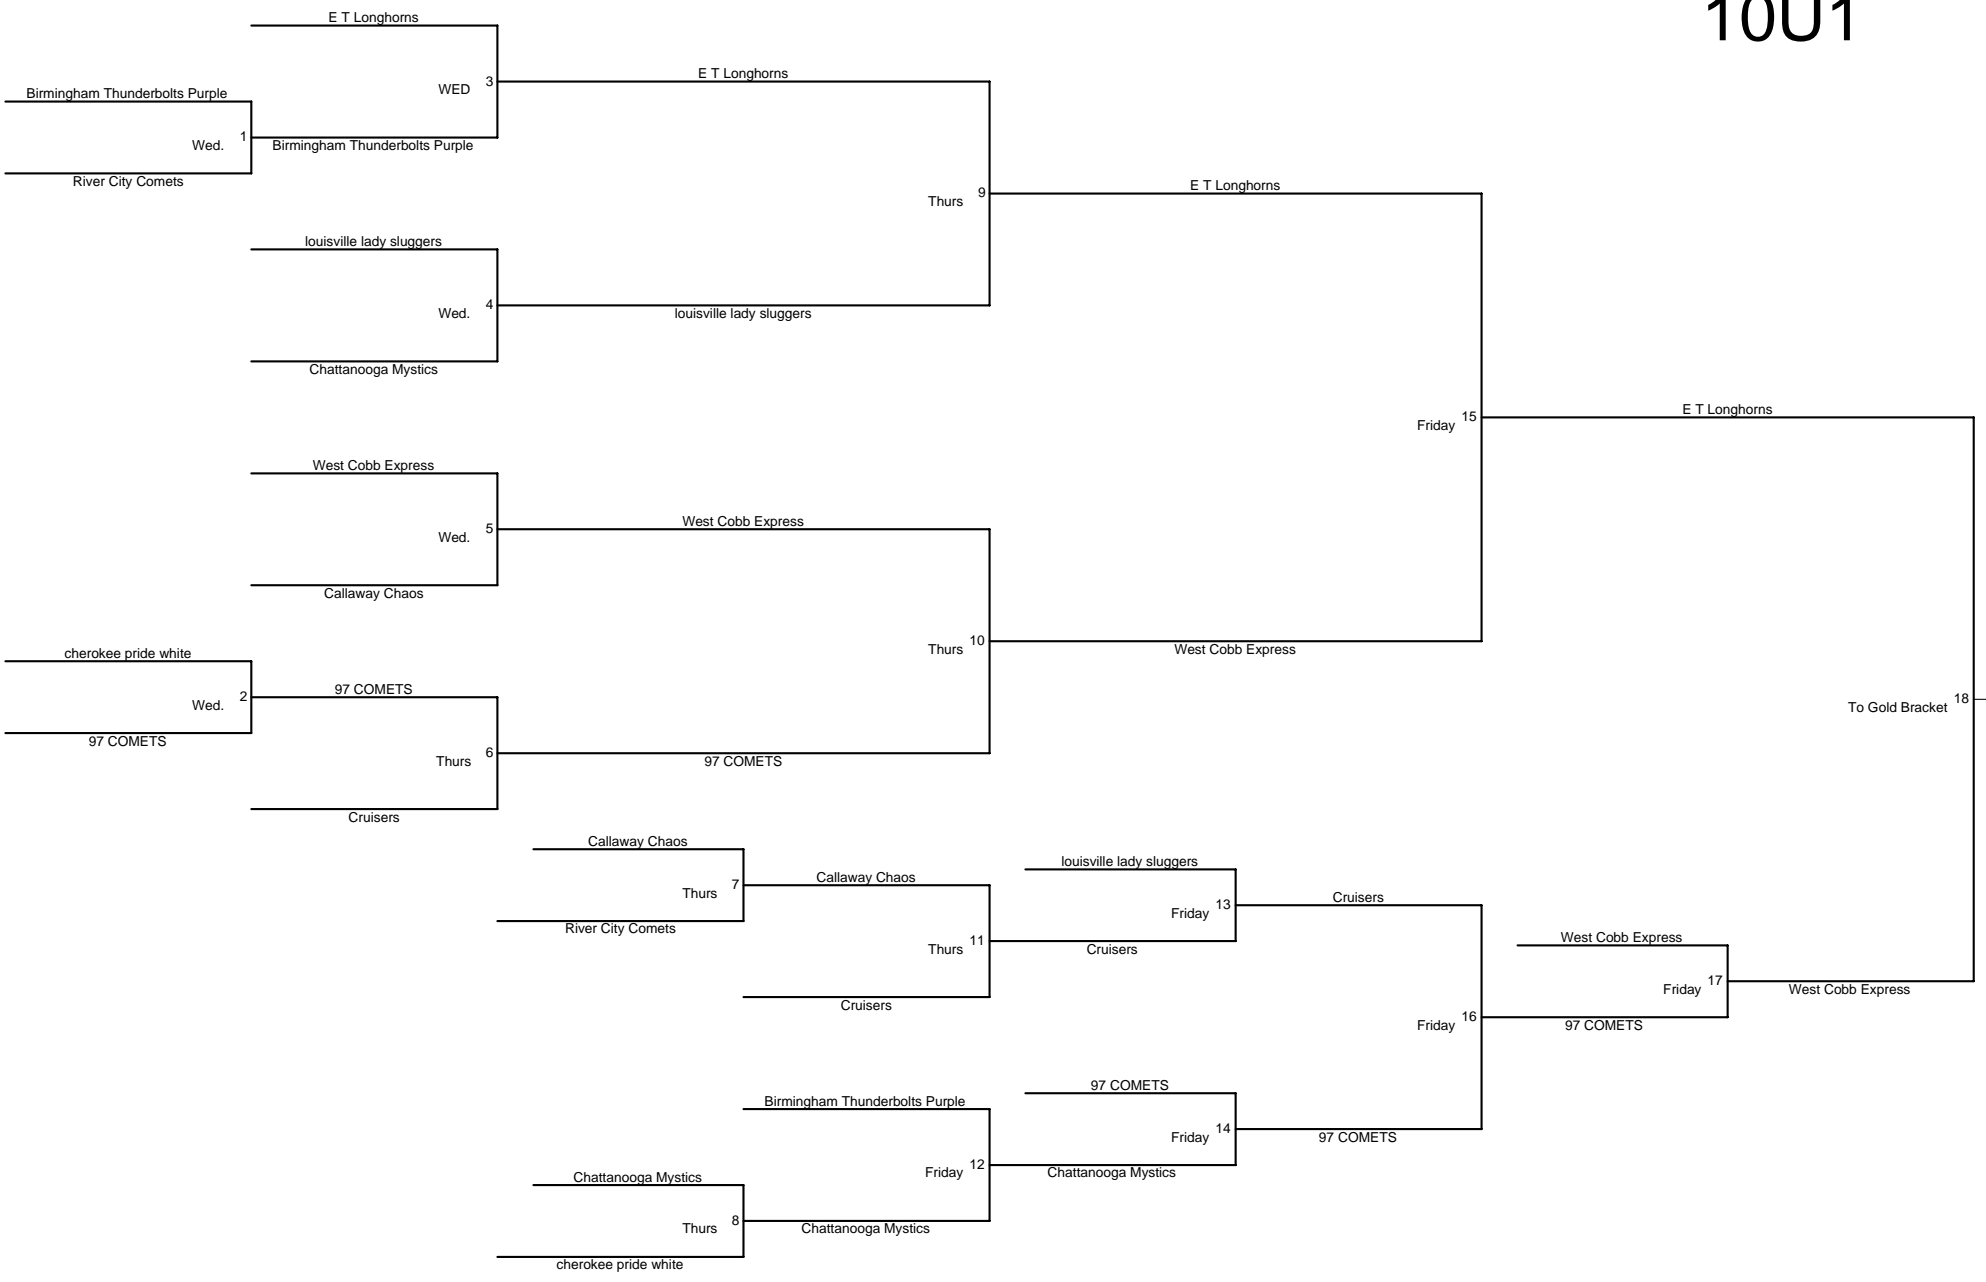 10U1
E T Longhorns
WED 3
E T Longhorns
Birmingham Thunderbolts Purple
Wed. 1
Birmingham Thunderbolts Purple
River City Comets
Thurs 9
E T Longhorns
louisville lady sluggers
Wed. 4
louisville lady sluggers
Chattanooga Mystics
Friday 15
E T Longhorns
West Cobb Express
Wed. 5
West Cobb Express
Callaway Chaos
Thurs 10
West Cobb Express
cherokee pride white
Wed. 2
97 COMETS
97 COMETS
Thurs 6
97 COMETS
Cruisers
To Gold Bracket 18
Callaway Chaos
Thurs 7
Callaway Chaos
River City Comets
Thurs 11
Cruisers
Cruisers
louisville lady sluggers
Friday 13
Cruisers
West Cobb Express
Friday 17
West Cobb Express
Friday 16
97 COMETS
97 COMETS
Friday 14
97 COMETS
Birmingham Thunderbolts Purple
Friday 12
Chattanooga Mystics
Chattanooga Mystics
Thurs 8
Chattanooga Mystics
cherokee pride white